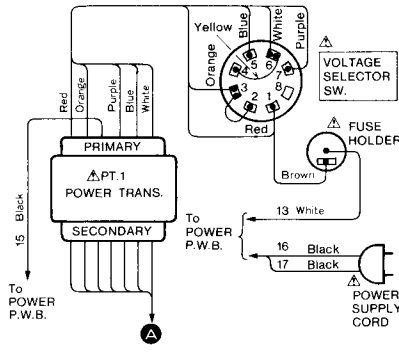 Yellow
Blue
White
Purple
Orange
5
6
4
7
3
8
2
1
Red
VOLTAGE
SELECTOR
SW.
Red
Orange
Purple
Blue
White
FUSE
HOLDER
PRIMARY
PT.1
POWER TRANS.
SECONDARY
Brown
15 Black
13 White
To
POWER
P.W.B.
16 Black
17 Black
To
POWER
P.W.B.
POWER
SUPPLY
CORD
A